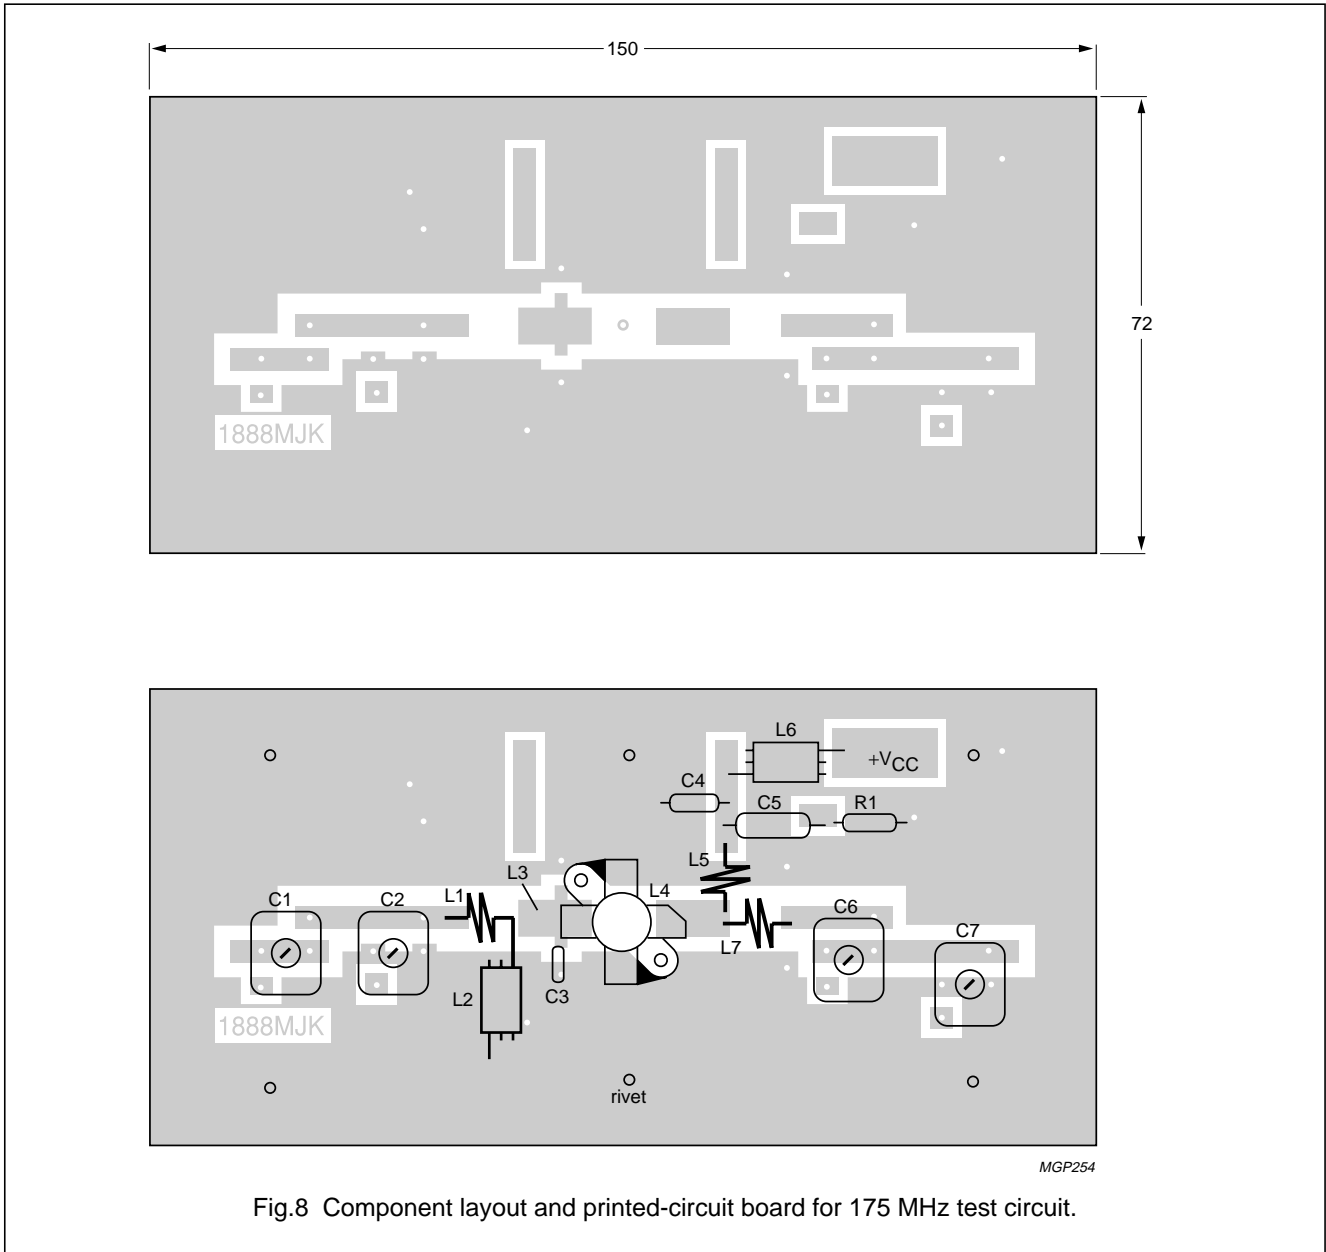 150
72
1888MJK
L6
+VCC
C4
C5
R1
L5
L3
L4
C1
C2
L1
C6
C7
L7
L2
C3
1888MJK
rivet
MGP254
Fig.8 Component layout and printed-circuit board for 175 MHz test circuit.